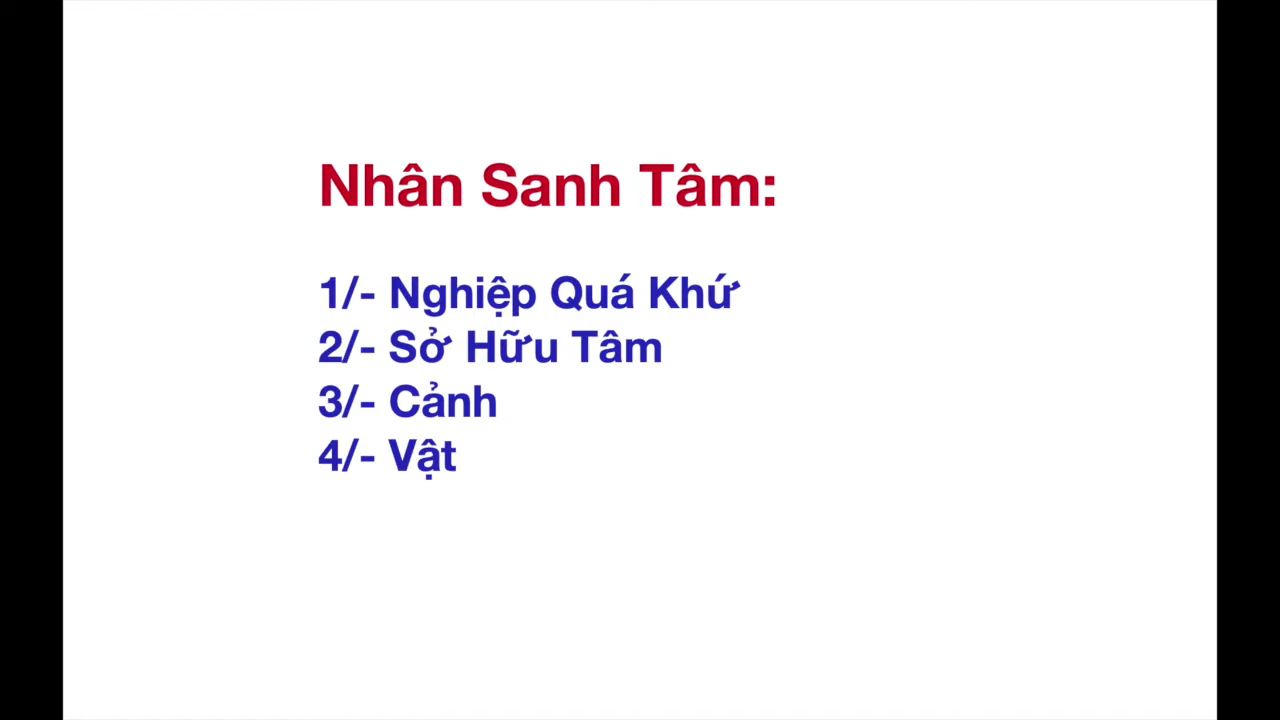 Nhân Sanh Tâm:
1/- Nghiệp Quá Khứ
2/- Sở Hữu Tâm
3/- Cảnh
4/- Vật